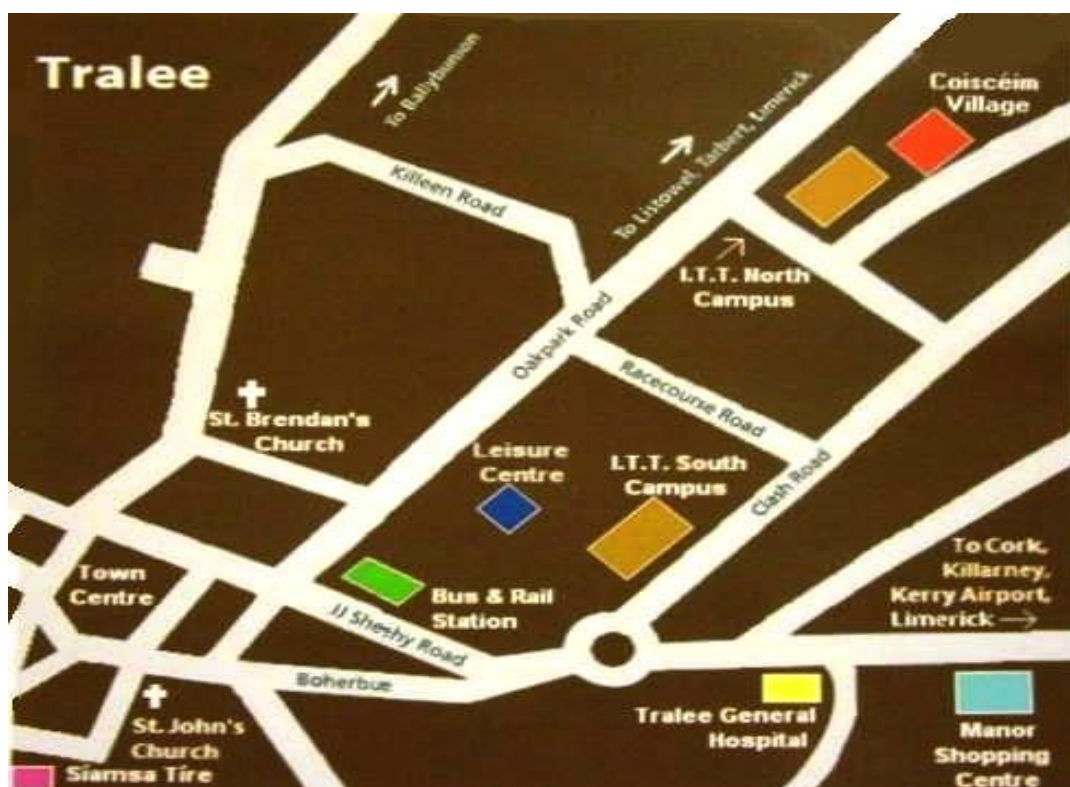 Tralee
To Ballybunion
To Listowel, Tarbert, Limerick
Coiscéim
Village
Killeen Road
I.T.T. North
Campus
Oakpark Road
Racecourse Road
St. Brendan's
Church
Leisure
Centre
I.T.T. South
Campus
Clash Road
To Cork,
Killarney,
Kerry Airport,
Limerick
Town
Centre
Bus & Rail
Station
JJ Sheshy Road
Boherbue
St. John's
Church
Tralee General
Hospital
Manor
Shopping
Centre
Síamsa Tíre